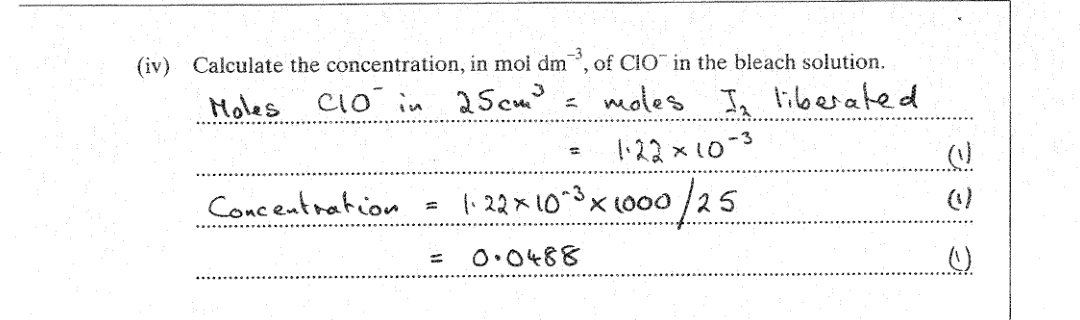 (iv) Calculate the concentration, in mol dm⁻³, of ClO⁻ in the bleach solution.
Moles ClO⁻ in 25cm³ = moles I₂ liberated
= 1.22 × 10⁻³ (1)
Concentration = 1.22 × 10⁻³ × 1000 / 25 (1)
= 0.0488 (1)